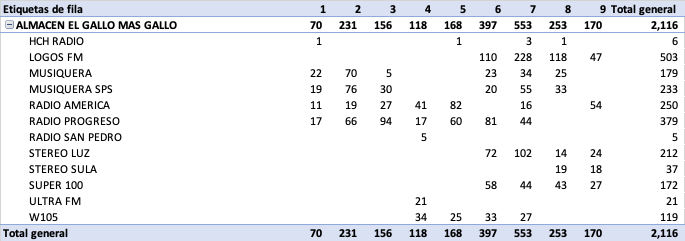 Etiquetas de fila 1 2 3 4 5 6 7 8 9 Total general
ALMACEN EL GALLO MAS GALLO 70 231 156 118 168 397 553 253 170 2,116
HCH RADIO 1 1 3 1 6
LOGOS FM 110 228 118 47 503
MUSIQUERA 22 70 5 23 34 25 179
MUSIQUERA SPS 19 76 30 20 55 33 233
RADIO AMERICA 11 19 27 41 82 16 54 250
RADIO PROGRESO 17 66 94 17 60 81 44 379
RADIO SAN PEDRO 5 5
STEREO LUZ 72 102 14 24 212
STEREO SULA 19 18 37
SUPER 100 58 44 43 27 172
ULTRA FM 21 21
W105 34 25 33 27 119
Total general 70 231 156 118 168 397 553 253 170 2,116